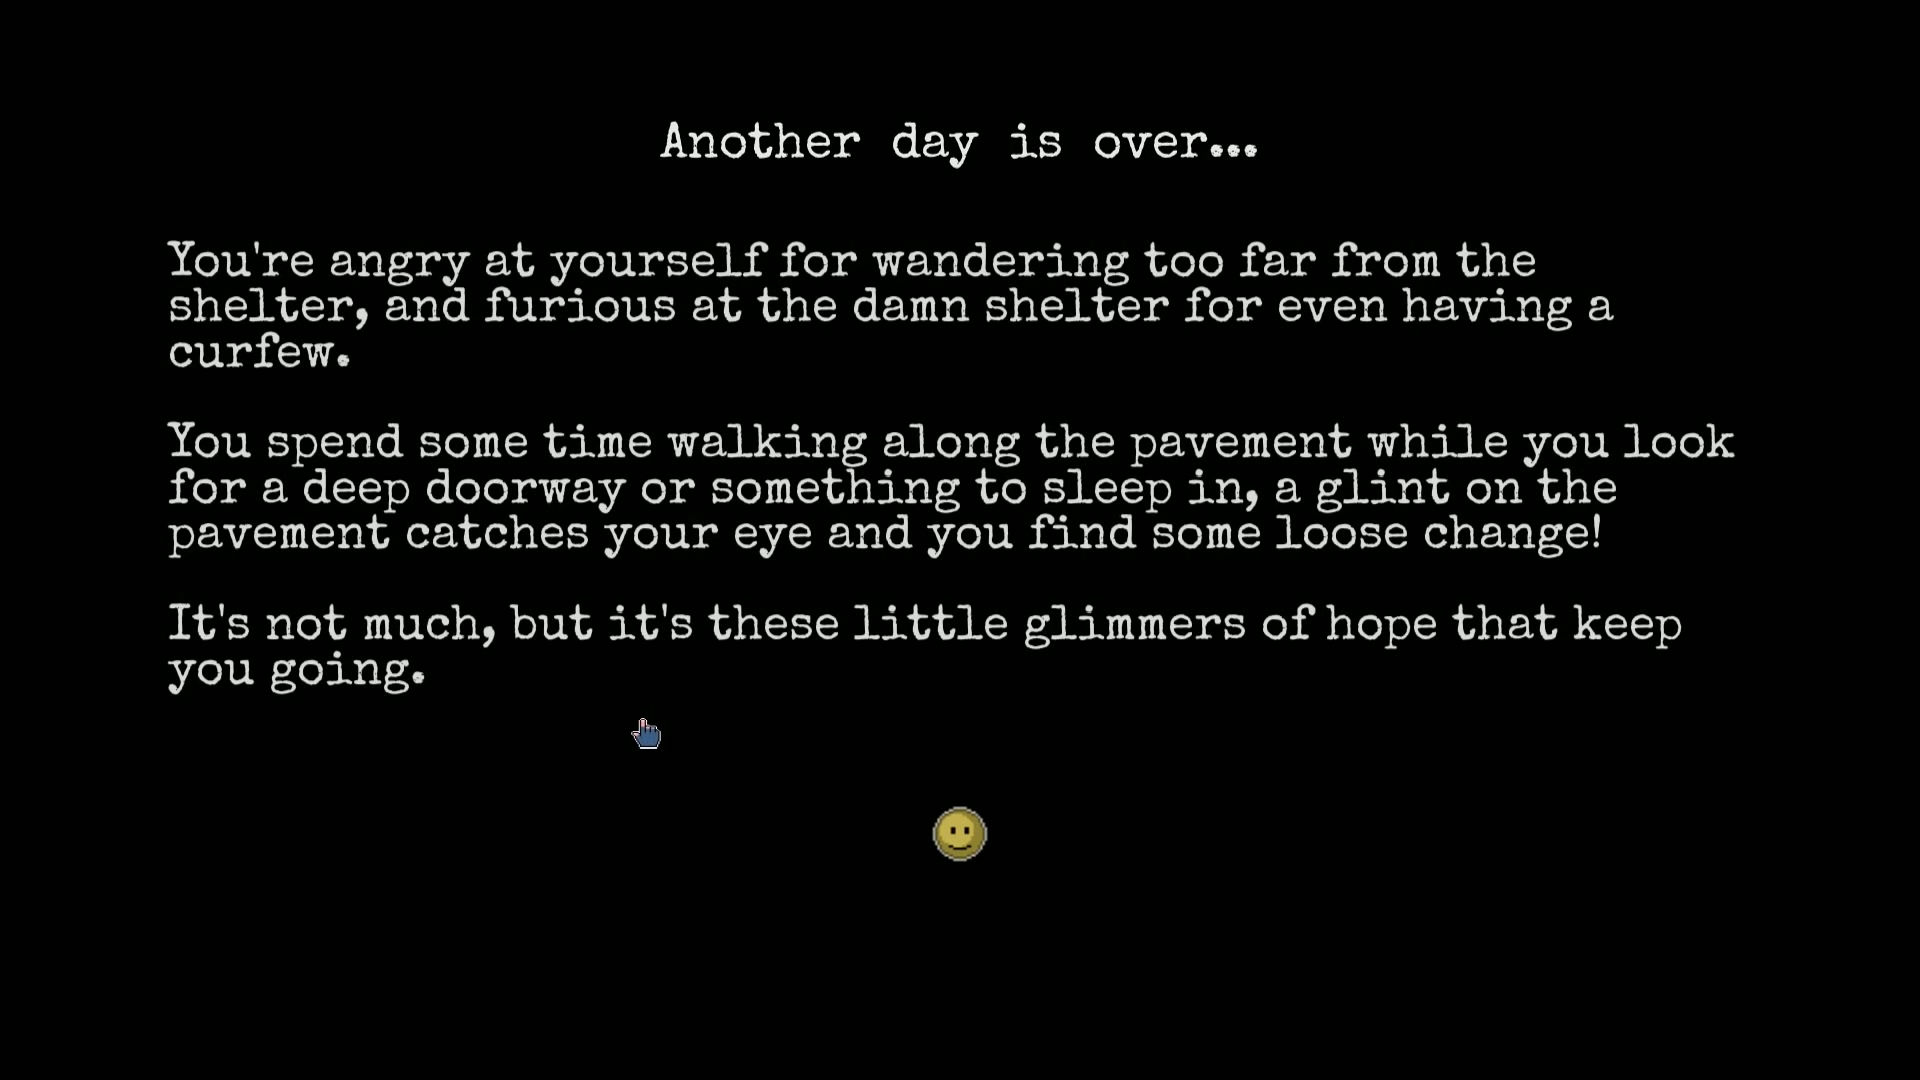 Another day is over...
You're angry at yourself for wandering too far from the
shelter, and furious at the damn shelter for even having a
curfew.
You spend some time walking along the pavement while you look
for a deep doorway or something to sleep in, a glint on the
pavement catches your eye and you find some loose change!
It's not much, but it's these little glimmers of hope that keep
you going.